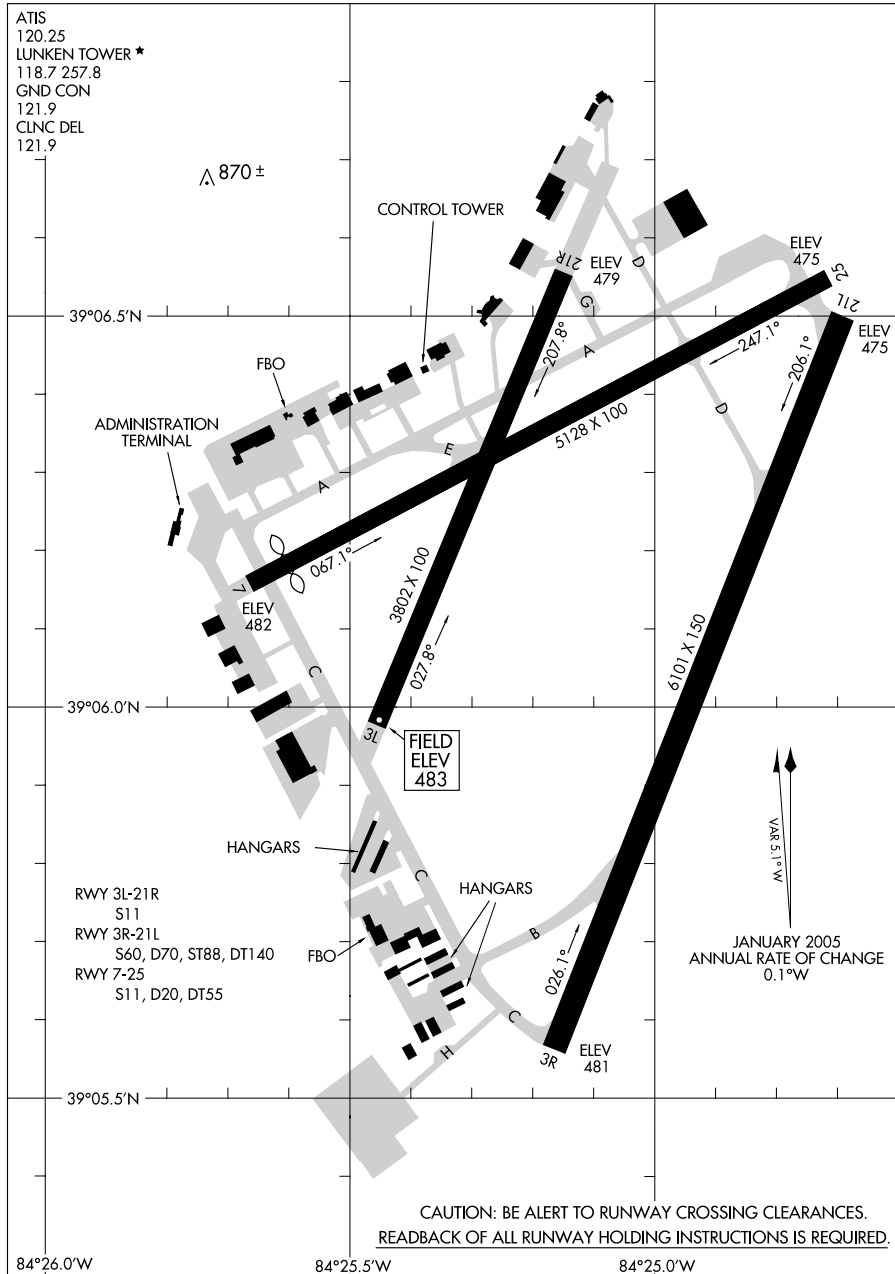 ATIS
120.25
LUNKEN TOWER *
118.7 257.8
GND CON
121.9
CLNC DEL
121.9
870 ±
CONTROL TOWER
ELEV
475
25
21R
ELEV
479
D
21L
G
39°06.5'N
ELEV
475
207.8°
A
247.1°
206.1°
FBO
D
5128 X 100
ADMINISTRATION
TERMINAL
E
A
067.1°
7
3802 X 100
ELEV
482
6101 X 150
027.8°
C
39°06.0'N
3L
FIELD
ELEV
483
VAR 5.1° W
HANGARS
C
HANGARS
RWY 3L-21R
S11
RWY 3R-21L
S60, D70, ST88, DT140
RWY 7-25
S11, D20, DT55
FBO
B
JANUARY 2005
ANNUAL RATE OF CHANGE
0.1°W
026.1°
C
H
3R
ELEV
481
39°05.5'N
CAUTION: BE ALERT TO RUNWAY CROSSING CLEARANCES.
READBACK OF ALL RUNWAY HOLDING INSTRUCTIONS IS REQUIRED.
84°26.0'W
84°25.5'W
84°25.0'W